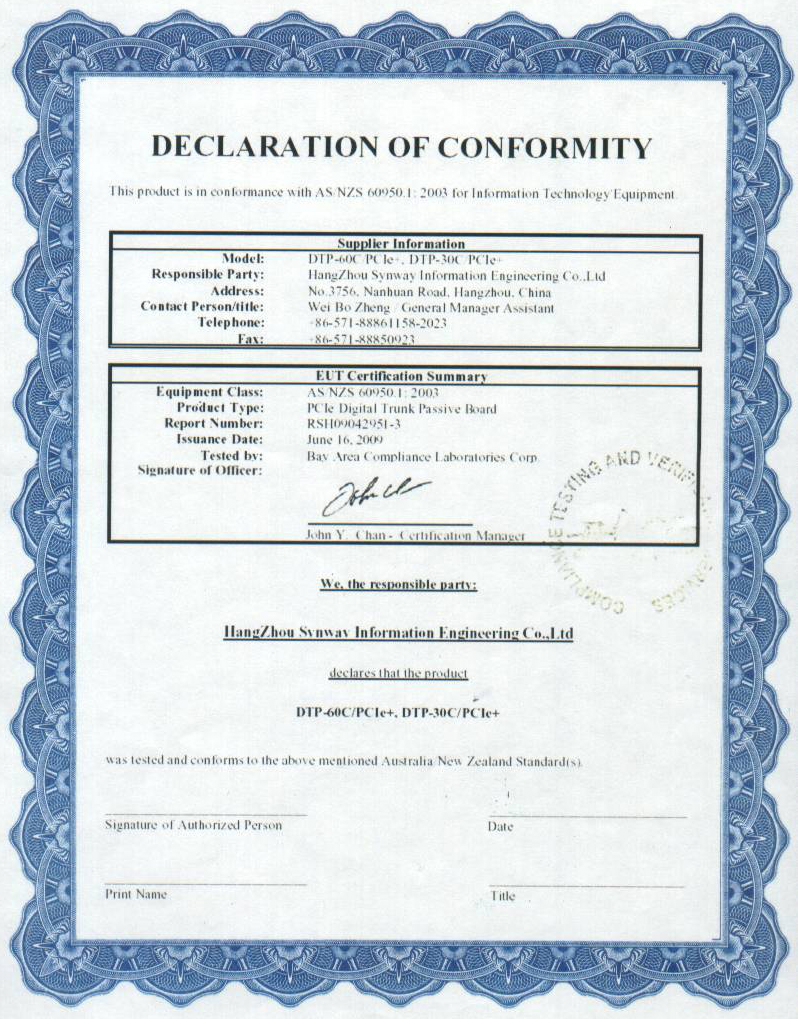 DECLARATION OF CONFORMITY
This product is in conformance with AS/NZS 60950.1: 2003 for Information Technology Equipment.
Supplier Information
Model: DTP-60C/PCIe+, DTP-30C/PCIe+
Responsible Party: HangZhou Synway Information Engineering Co.,Ltd
Address: No.3756, Nanhuan Road, Hangzhou, China
Contact Person/title: Wei Bo Zheng / General Manager Assistant
Telephone: +86-571-88861158-2023
Fax: +86-571-88850923
EUT Certification Summary
Equipment Class: AS/NZS 60950.1: 2003
Product Type: PCIe Digital Trunk Passive Board
Report Number: RSH09042951-3
Issuance Date: June 16, 2009
Tested by: Bay Area Compliance Laboratories Corp.
Signature of Officer:
John Y. Chan - Certification Manager
COMPLIANCE TESTING AND
We, the responsible party:
HangZhou Synway Information Engineering Co.,Ltd
declares that the product
DTP-60C/PCIe+, DTP-30C/PCIe+
was tested and conforms to the above mentioned Australia/New Zealand Standard(s).
Signature of Authorized Person Date
Print Name Title